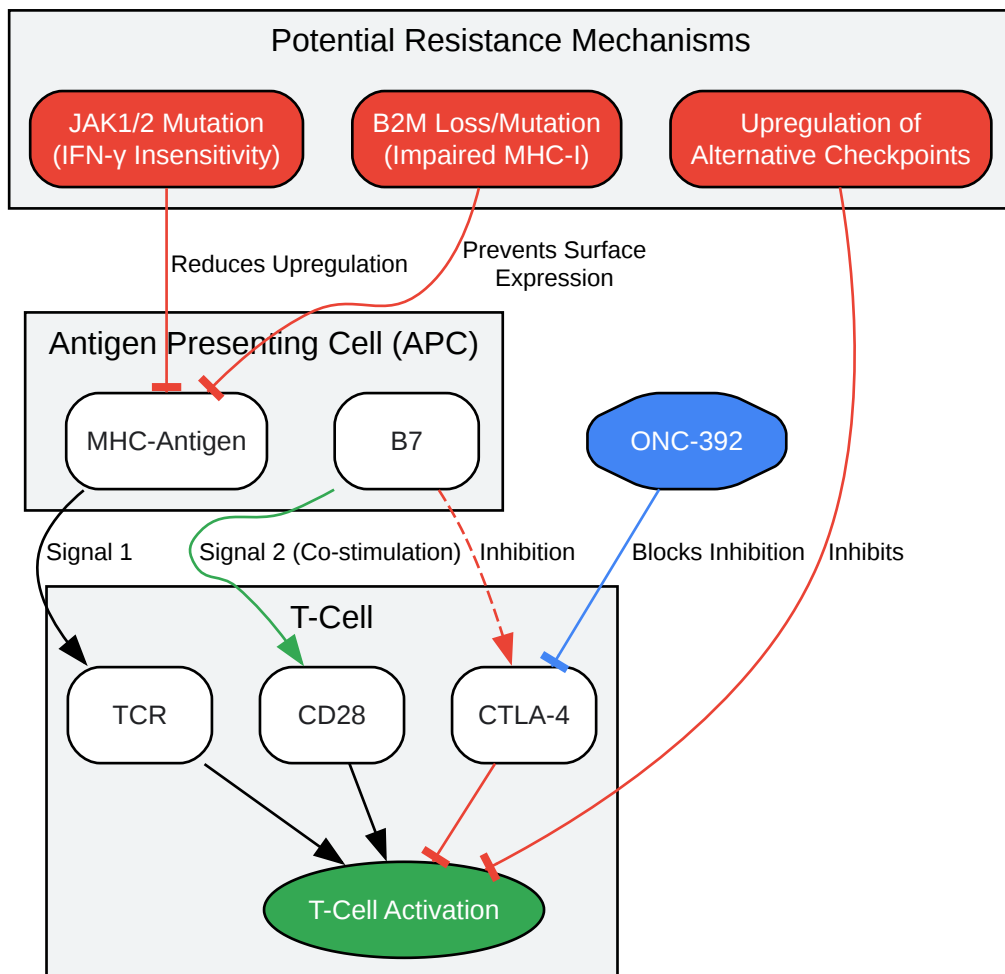 Potential Resistance Mechanisms
JAK1/2 Mutation
(IFN-γ Insensitivity)
B2M Loss/Mutation
(Impaired MHC-I)
Upregulation of
Alternative Checkpoints
Reduces Upregulation
Prevents Surface
Expression
Antigen Presenting Cell (APC)
MHC-Antigen
B7
ONC-392
Signal 1
Signal 2 (Co-stimulation)
Inhibition
Blocks Inhibition
Inhibits
T-Cell
TCR
CD28
CTLA-4
T-Cell Activation